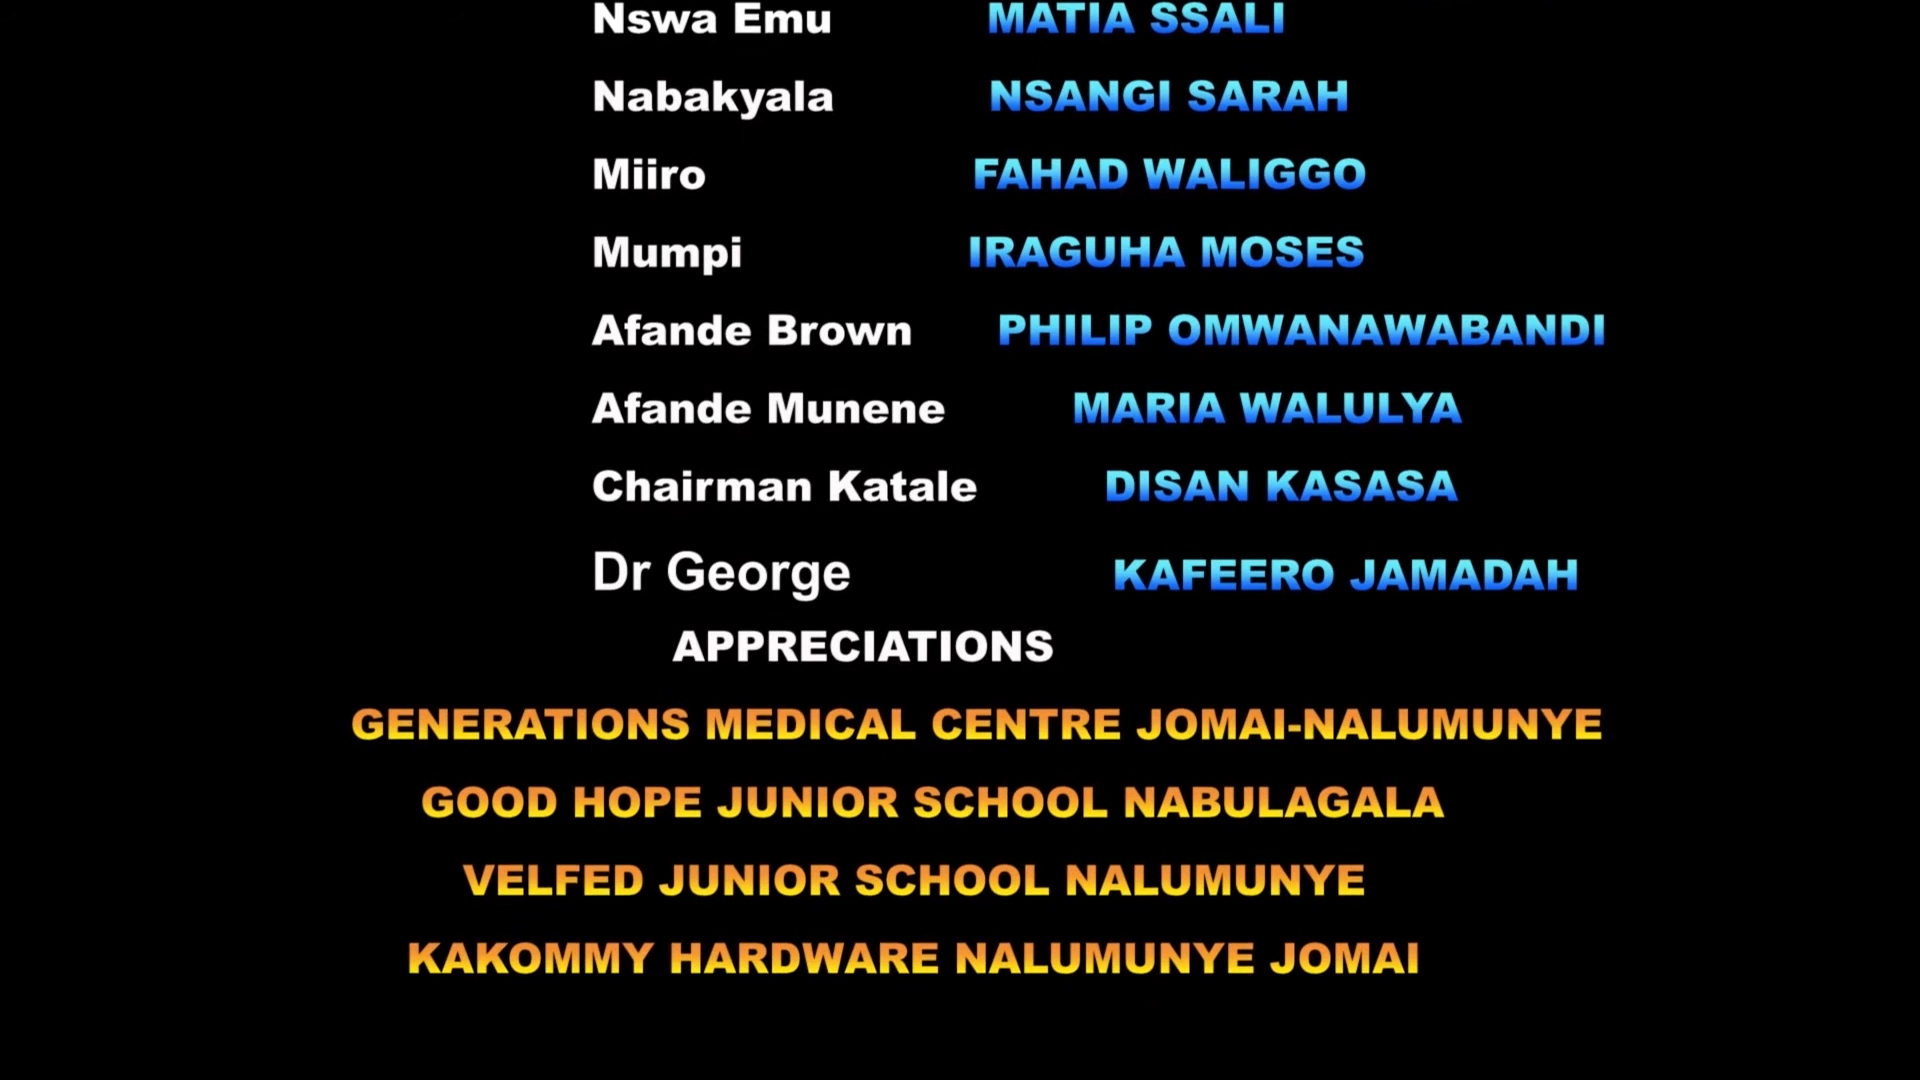 Nswa Emu MATIA SSALI
Nabakyala NSANGI SARAH
Miiro FAHAD WALIGGO
Mumpi IRAGUHA MOSES
Afande Brown PHILIP OMWANAWABANDI
Afande Munene MARIA WALULYA
Chairman Katale DISAN KASASA
Dr George KAFEERO JAMADAH
APPRECIATIONS
GENERATIONS MEDICAL CENTRE JOMAI-NALUMUNYE
GOOD HOPE JUNIOR SCHOOL NABULAGALA
VELFED JUNIOR SCHOOL NALUMUNYE
KAKOMMY HARDWARE NALUMUNYE JOMAI